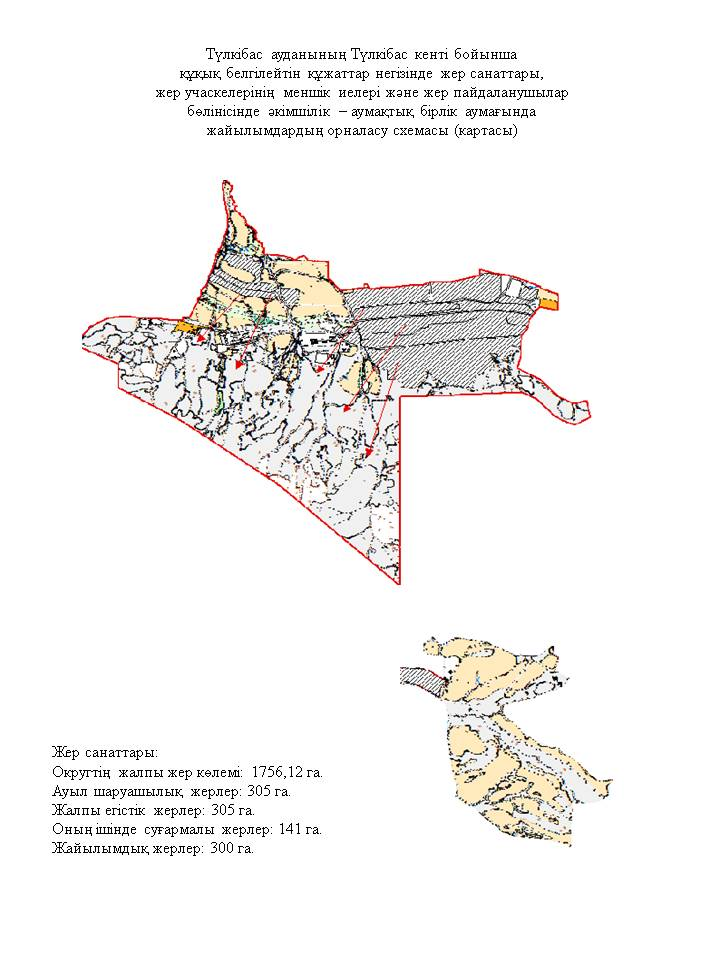 Түлкібас ауданының Түлкібас кенті бойынша
құқық белгілейтін құжаттар негізінде жер санаттары,
жер учаскелерінің меншік иелері және жер пайдаланушылар
бөлінісінде әкімшілік – аумақтық бірлік аумағында
жайылымдардың орналасу схемасы (картасы)
Жер санаттары:
Округтің жалпы жер көлемі: 1756,12 га.
Ауыл шаруашылық жерлер: 305 га.
Жалпы егістік жерлер: 305 га.
Оның ішінде суғармалы жерлер: 141 га.
Жайылымдық жерлер: 300 га.